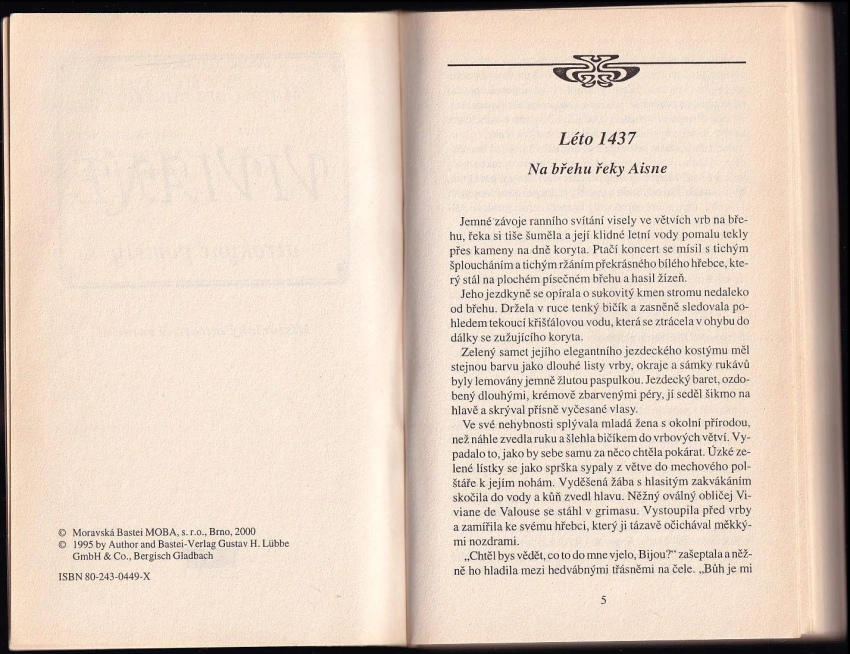 © Moravská Bastei MOBA, s. r. o., Brno, 2000
© 1995 by Author and Bastei-Verlag Gustav H. Lübbe
GmbH & Co., Bergisch Gladbach
ISBN 80-243-0449-X
Léto 1437
Na břehu řeky Aisne
Jemné závoje ranního svítání visely ve větvích vrb na bře-
hu, řeka si tiše šuměla a její klidné letní vody pomalu tekly
přes kameny na dně koryta. Ptačí koncert se mísil s tichým
šploucháním a tichým ržáním překrásného bílého hřebce, kte-
rý stál na plochém písečném břehu a hasil žízeň.
Jeho jezdkyně se opírala o sukovitý kmen stromu nedaleko
od břehu. Držela v ruce tenký bičík a zasněně sledovala po-
hledem tekoucí křišťálovou vodu, která se ztrácela v ohybu do
dálky se zužujícího koryta.
Zelený samet jejího elegantního jezdeckého kostýmu měl
stejnou barvu jako dlouhé listy vrby, okraje a sámky rukávů
byly lemovány jemně žlutou paspulkou. Jezdecký baret, ozdo-
bený dlouhými, krémově zbarvenými péry, jí seděl šikmo na
hlavě a skrýval přísně vyčesané vlasy.
Ve své nehybnosti splývala mladá žena s okolní přírodou,
než náhle zvedla ruku a šlehla bičíkem do vrbových větví. Vy-
padalo to, jako by sebe samu za něco chtěla pokárat. Úzké ze-
lené lístky se jako sprška sypaly z větve do mechového pol-
štáře k jejím nohám. Vyděšená žába s hlasitým zakvákáním
skočila do vody a kůň zvedl hlavu. Něžný oválný obličej Vi-
viane de Valouse se stáhl v grimasu. Vystoupila před vrby
a zamířila ke svému hřebci, který ji tázavě očichával měkký-
mi nozdrami.
„Chtěl bys vědět, co to do mne vjelo, Bijou?“ zašeptala a něž-
ně ho hladila mezi hedvábnými třásněmi na čele. „Bůh je mi
5